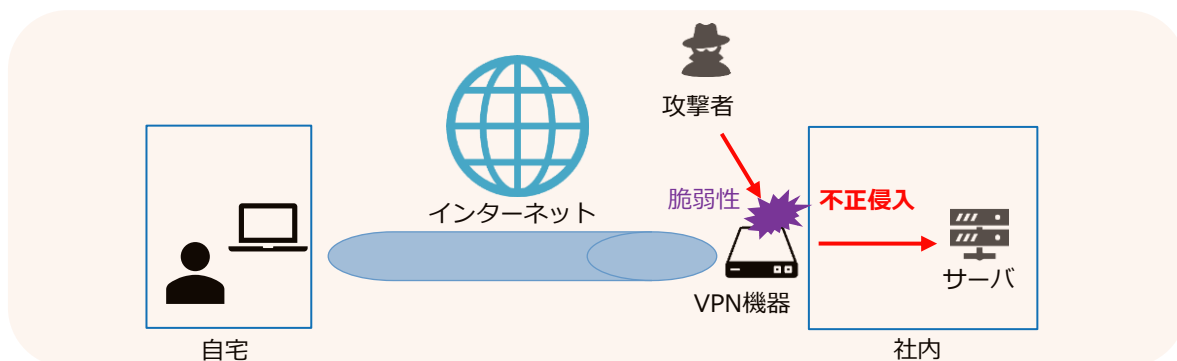 攻撃者
脆弱性
不正侵入
インターネット
サーバ
VPN機器
自宅
社内